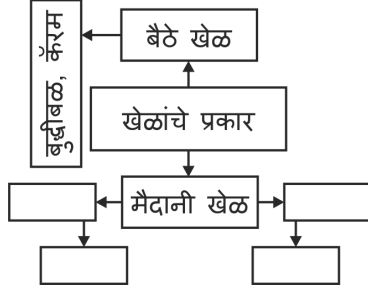 बैठे खेळ
बुद्धीबळ, कॅरम
खेळांचे प्रकार
मैदानी खेळ